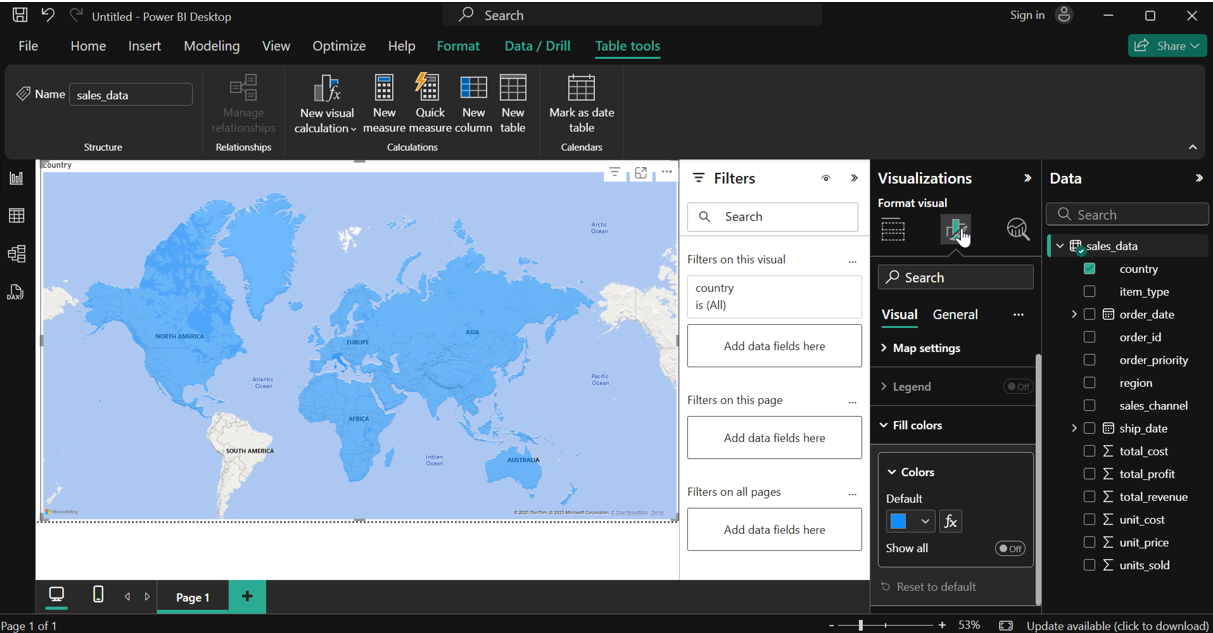 Untitled - Power BI Desktop
Search
Sign in
File
Home
Insert
Modeling
View
Optimize
Help
Format
Data / Drill
Table tools
Share
Name
sales_data
Manage
relationships
New visual
calculation
New
measure
Quick
measure
New
column
New
table
Mark as date
table
Structure
Relationships
Calculations
Calendars
country
Arctic
Ocean
NORTH AMERICA
EUROPE
ASIA
Atlantic
Ocean
Pacific
Ocean
AFRICA
SOUTH AMERICA
Indian
Ocean
AUSTRALIA
Microsoft Bing
© 2025 TomTom, © 2025 Microsoft Corporation, © OpenStreetMap Terms
Filters
Search
Filters on this visual
...
country
is (All)
Add data fields here
Filters on this page
...
Add data fields here
Filters on all pages
...
Add data fields here
Visualizations
Format visual
Search
Visual
General
...
Map settings
Legend
Off
Fill colors
Colors
Default
fx
Show all
Off
Reset to default
Data
Search
sales_data
country
item_type
order_date
order_id
order_priority
region
sales_channel
ship_date
total_cost
total_profit
total_revenue
unit_cost
unit_price
units_sold
DAX
Page 1
Page 1 of 1
- + 53%
Update available (click to download)